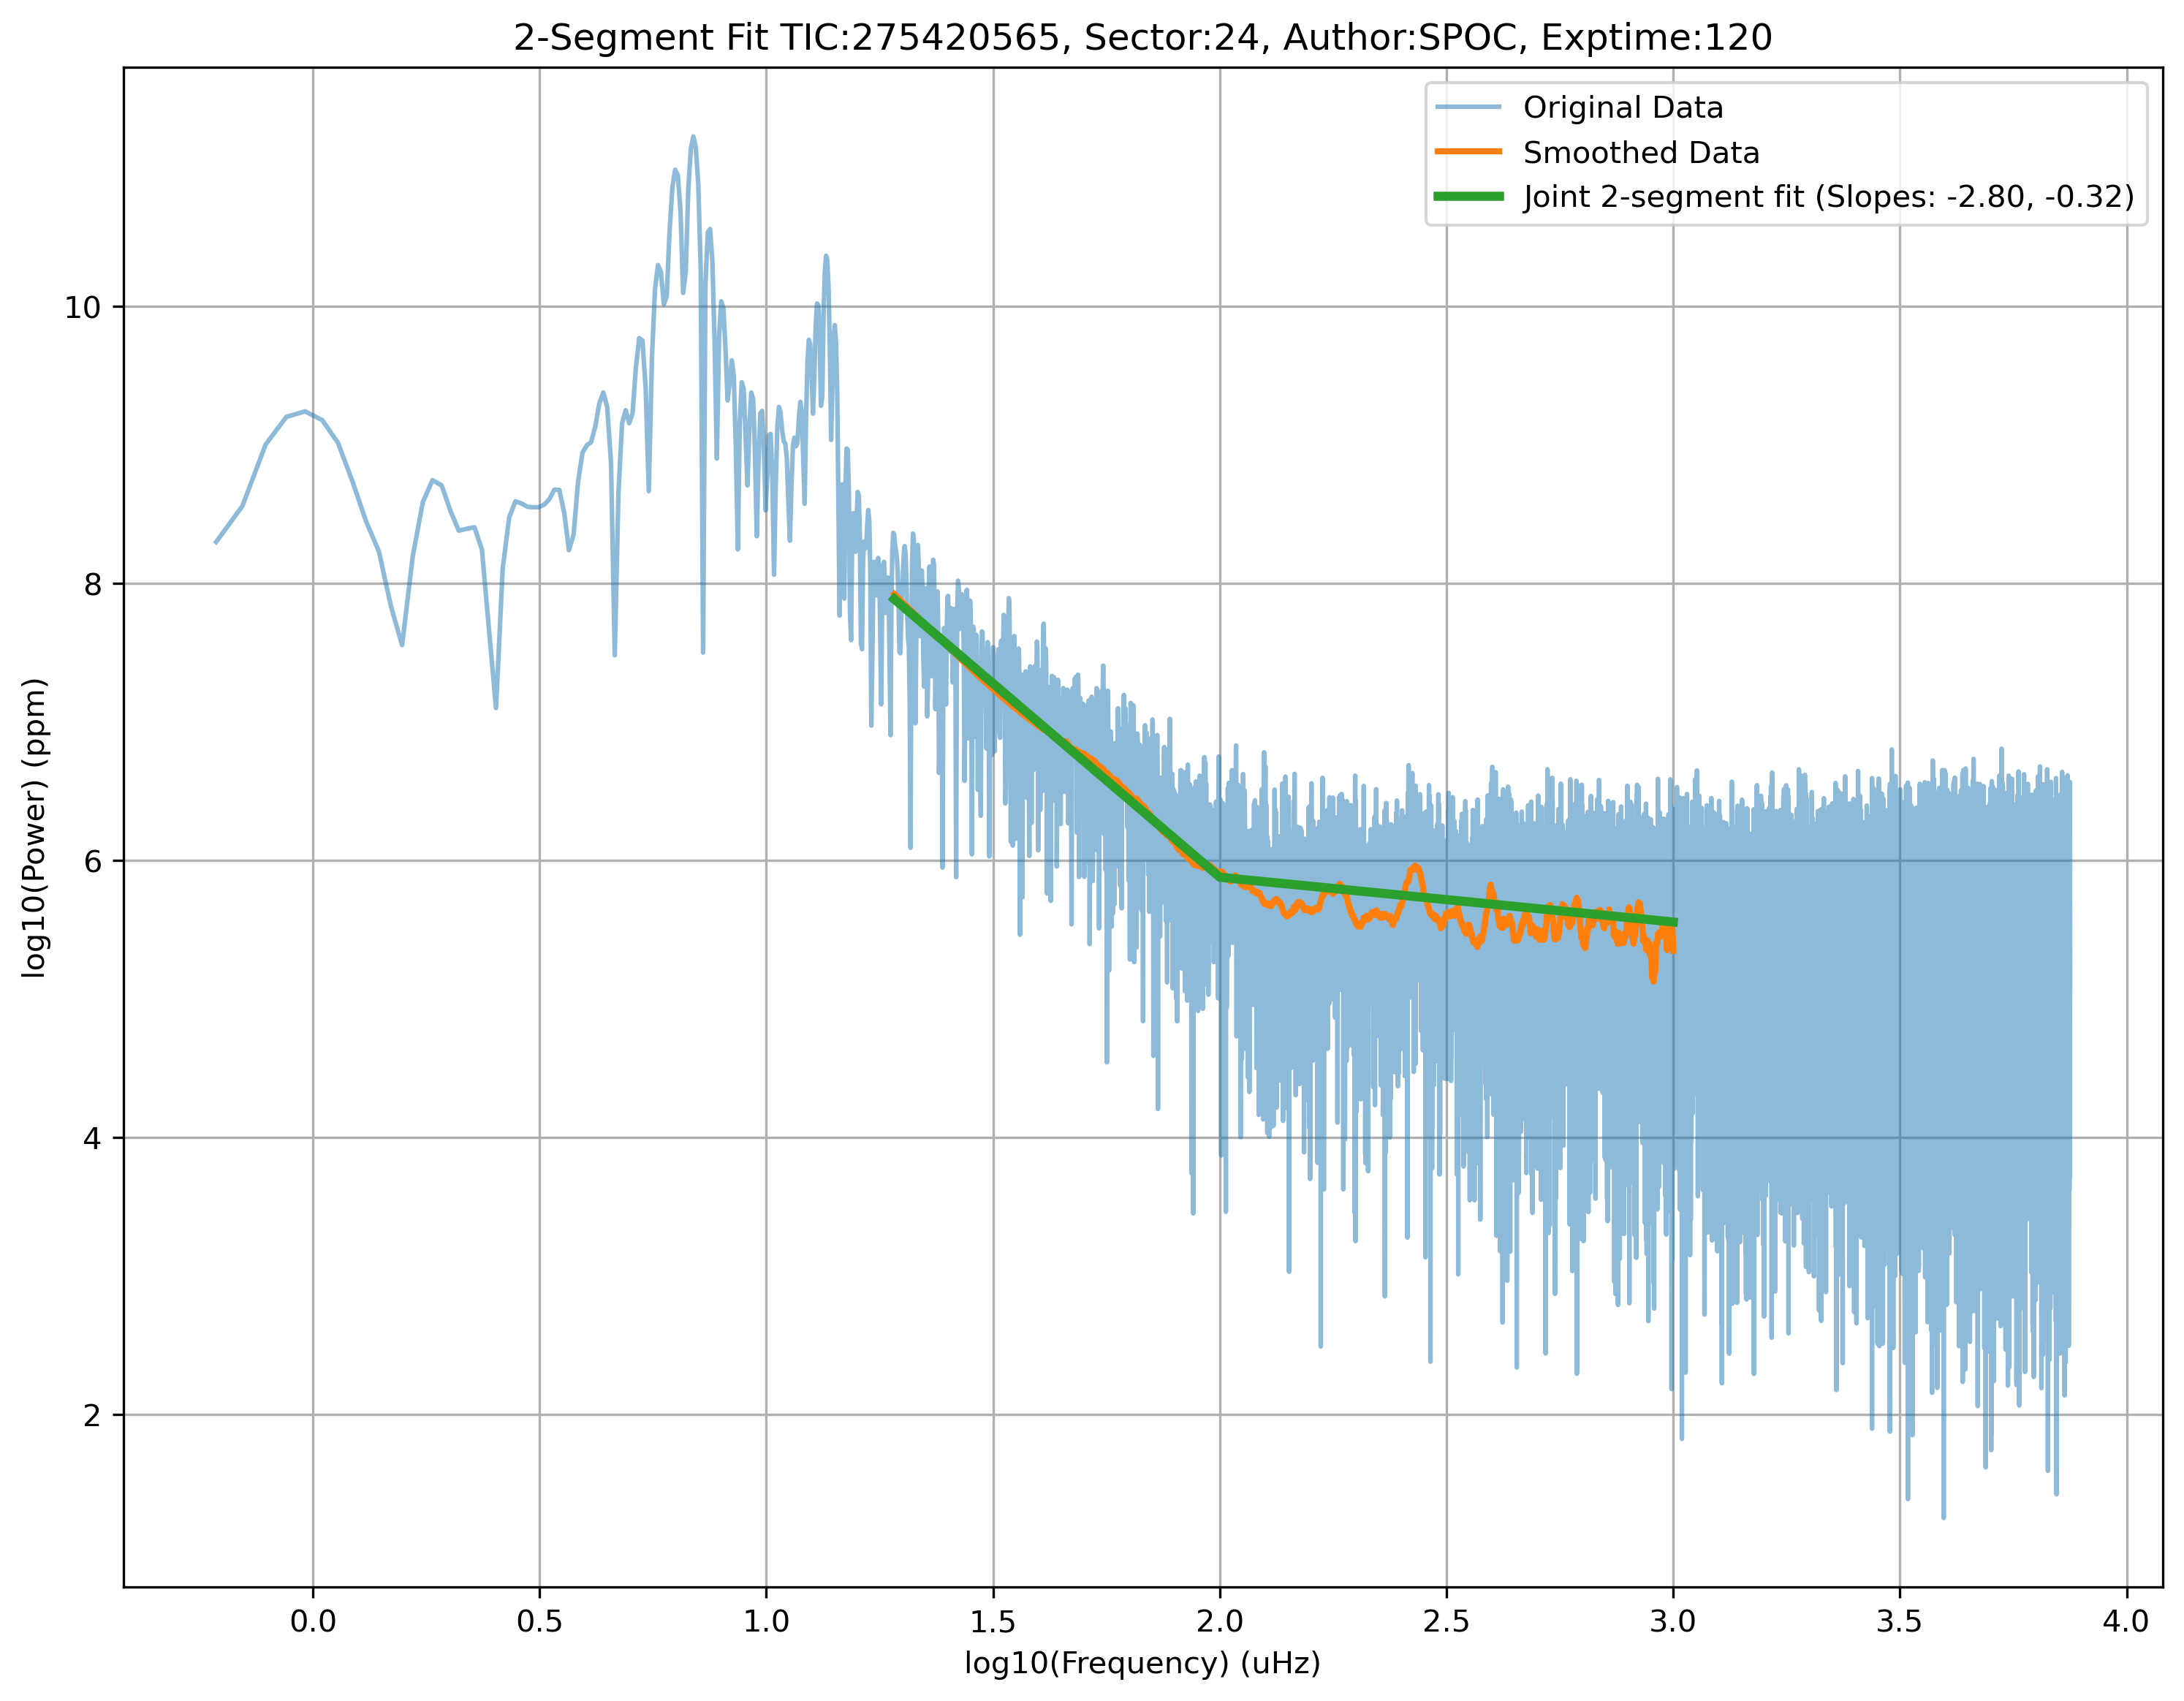 2-Segment Fit TIC:275420565, Sector:24, Author:SPOC, Exptime:120
Original Data
Smoothed Data
Joint 2-segment fit (Slopes: -2.80, -0.32)
log10(Power) (ppm)
10
8
6
4
2
0.0 0.5 1.0 1.5 2.0 2.5 3.0 3.5 4.0
log10(Frequency) (uHz)